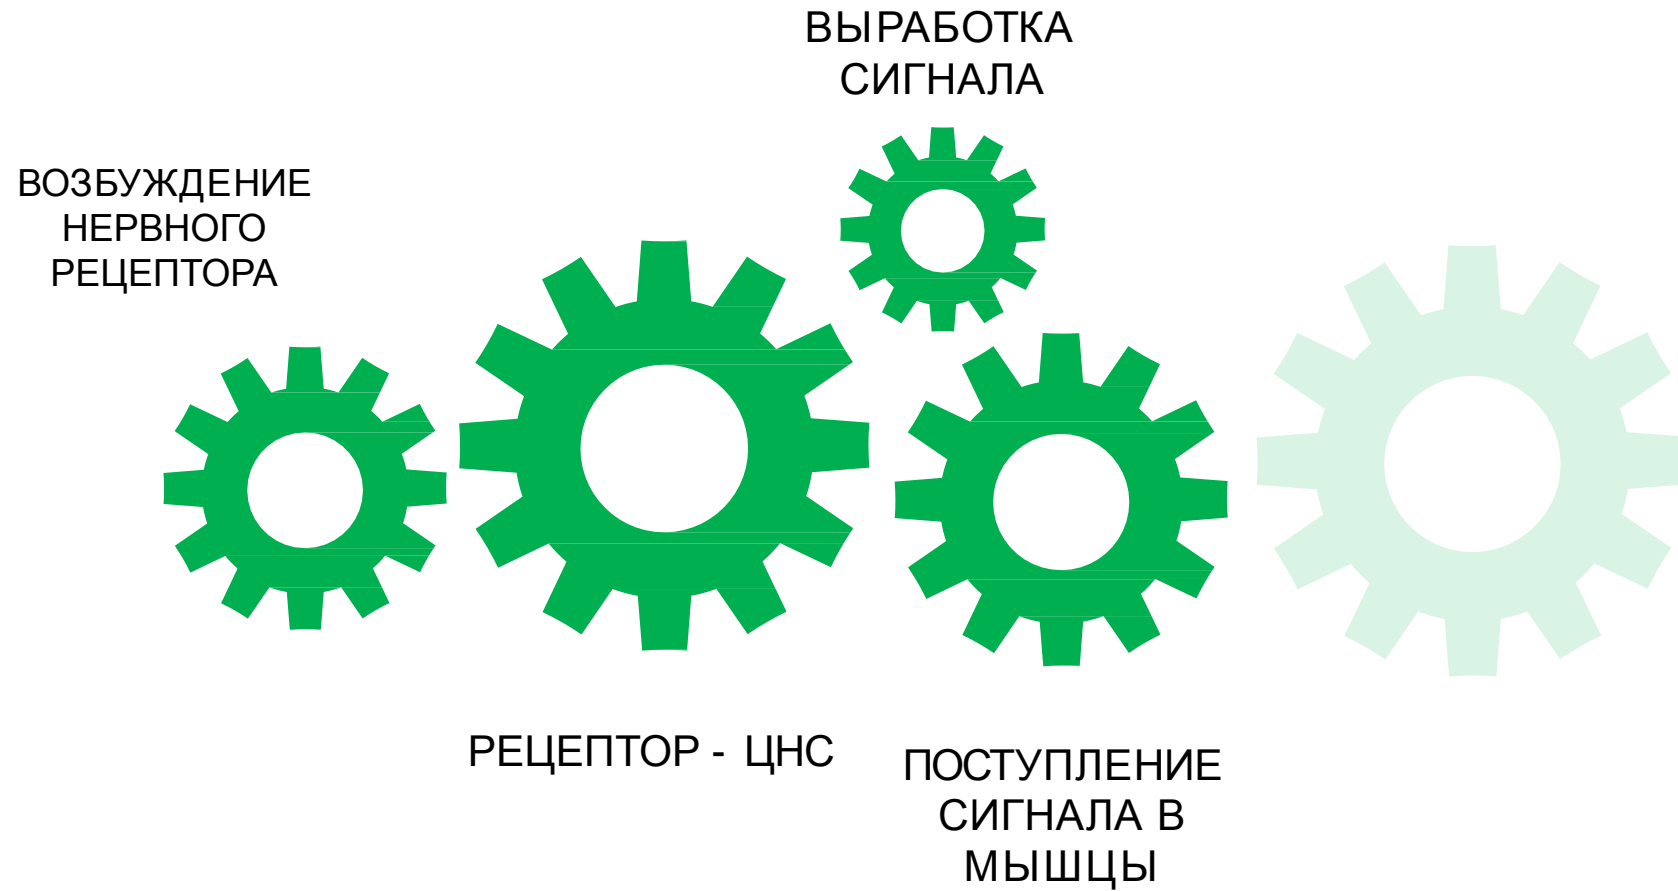 ВЫРАБОТКА
СИГНАЛА
ВОЗБУЖДЕНИЕ
НЕРВНОГО
РЕЦЕПТОРА
РЕЦЕПТОР - ЦНС
ПОСТУПЛЕНИЕ
СИГНАЛА В
МЫШЦЫ